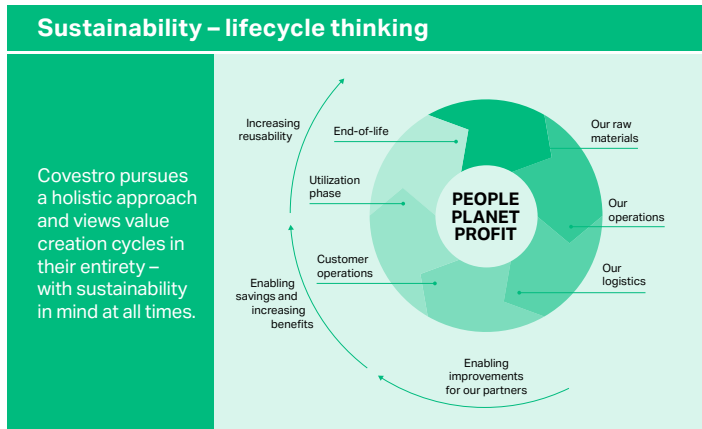 Sustainability – lifecycle thinking
Covestro pursues
a holistic approach
and views value
creation cycles in
their entirety –
with sustainability
in mind at all times.
Increasing
reusability
End-of-life
Utilization
phase
Customer
operations
Enabling
savings and
increasing
benefits
PEOPLE
PLANET
PROFIT
Our raw
materials
Our
operations
Our
logistics
Enabling
improvements
for our partners